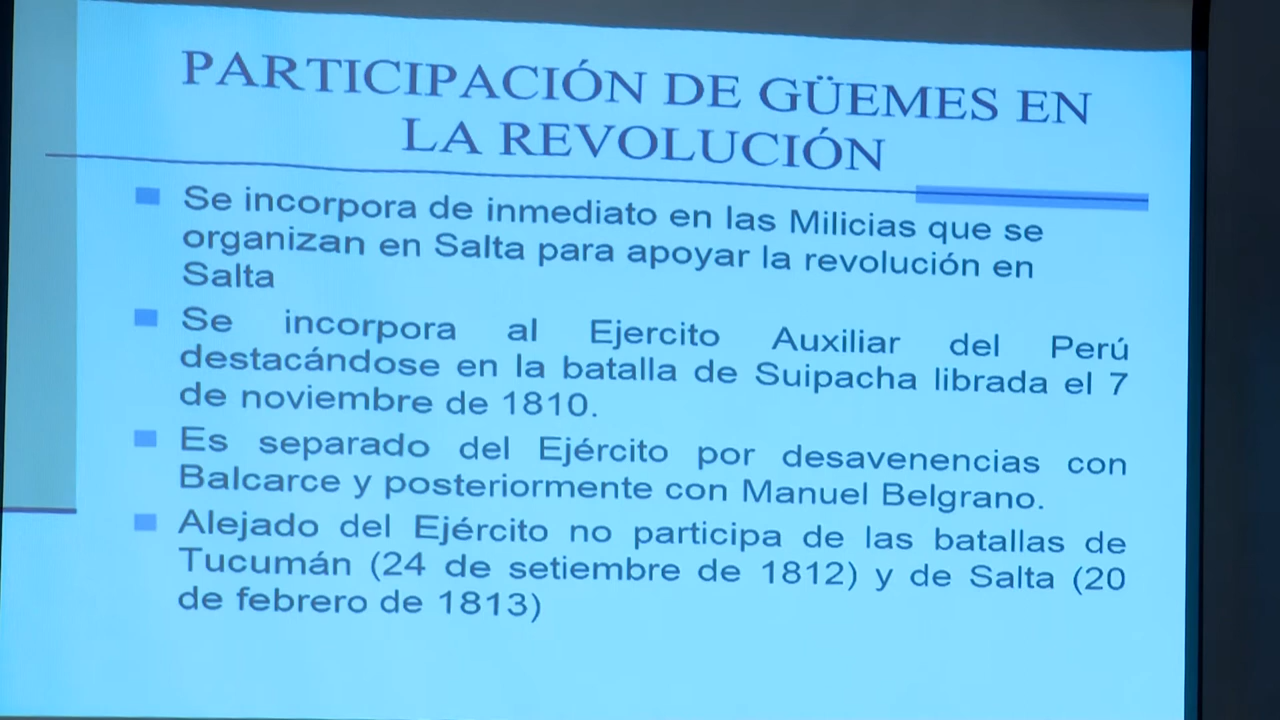 PARTICIPACIÓN DE GÜEMES EN
LA REVOLUCIÓN
Se incorpora de inmediato en las Milicias que se
organizan en Salta para apoyar la revolución en
Salta
Se incorpora al Ejercito Auxiliar del Perú
destacándose en la batalla de Suipacha librada el 7
de noviembre de 1810.
Es separado del Ejército por desavenencias con
Balcarce y posteriormente con Manuel Belgrano.
Alejado del Ejército no participa de las batallas de
Tucumán (24 de setiembre de 1812) y de Salta (20
de febrero de 1813)